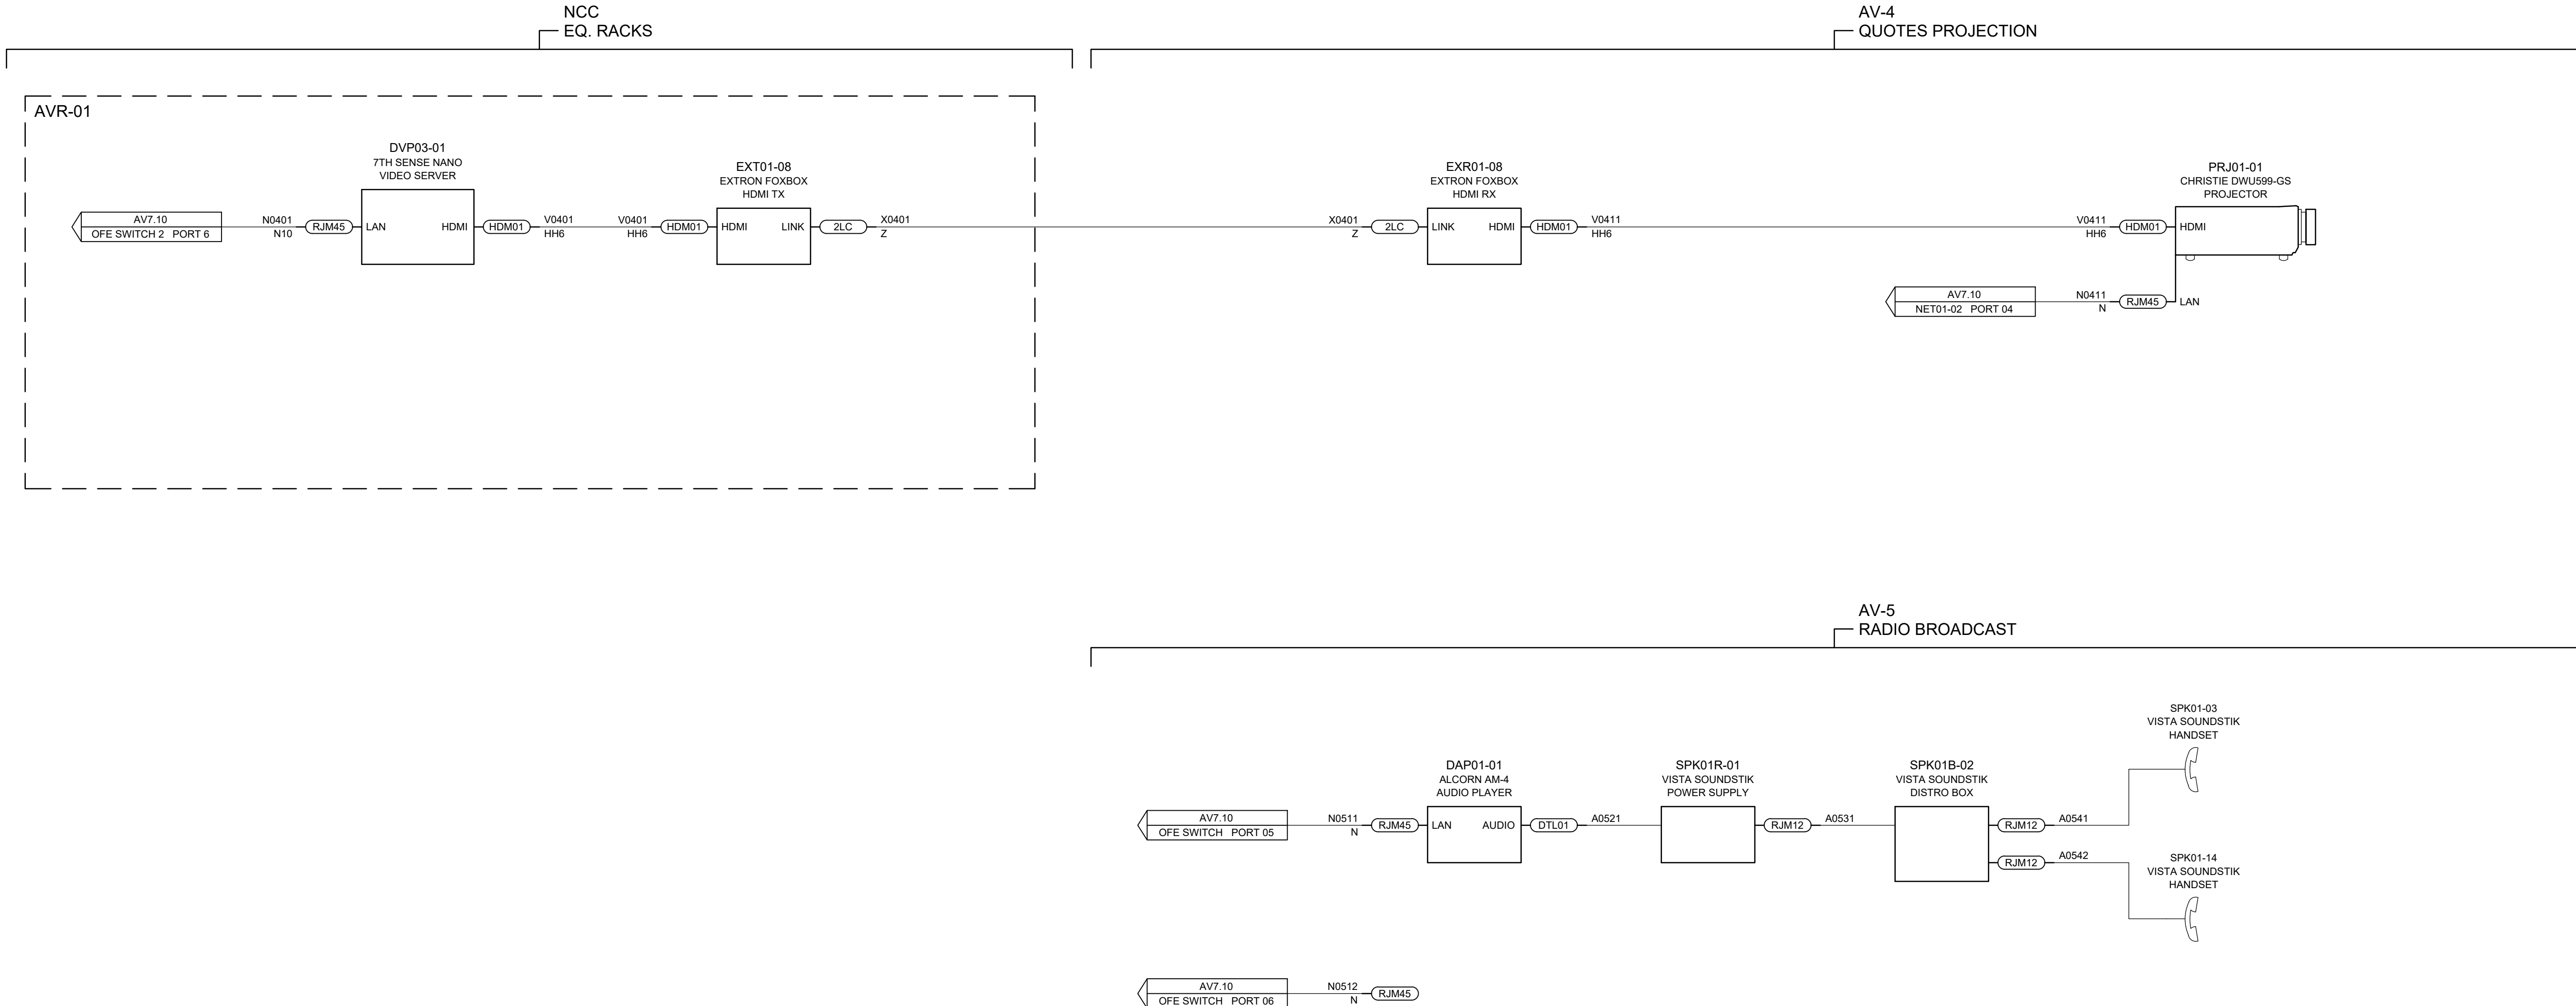 NCC
EQ. RACKS
AV-4
QUOTES PROJECTION
AVR-01
DVP03-01
7TH SENSE NANO
VIDEO SERVER
EXT01-08
EXTRON FOXBOX
HDMI TX
EXR01-08
EXTRON FOXBOX
HDMI RX
PRJ01-01
CHRISTIE DWU599-GS
PROJECTOR
AV7.10
OFE SWITCH 2 PORT 6
N0401
N10
RJM45
LAN
HDMI
HDM01
V0401
HH6
V0401
HH6
HDM01
HDMI
LINK
2LC
X0401
Z
X0401
Z
2LC
LINK
HDMI
HDM01
V0411
HH6
V0411
HH6
HDM01
HDMI
AV7.10
NET01-02 PORT 04
N0411
N
RJM45
LAN
AV-5
RADIO BROADCAST
SPK01-03
VISTA SOUNDSTIK
HANDSET
DAP01-01
ALCORN AM-4
AUDIO PLAYER
SPK01R-01
VISTA SOUNDSTIK
POWER SUPPLY
SPK01B-02
VISTA SOUNDSTIK
DISTRO BOX
AV7.10
OFE SWITCH PORT 05
N0511
N
RJM45
LAN
AUDIO
DTL01
A0521
RJM12
A0531
RJM12
A0541
RJM12
A0542
SPK01-14
VISTA SOUNDSTIK
HANDSET
AV7.10
OFE SWITCH PORT 06
N0512
N
RJM45